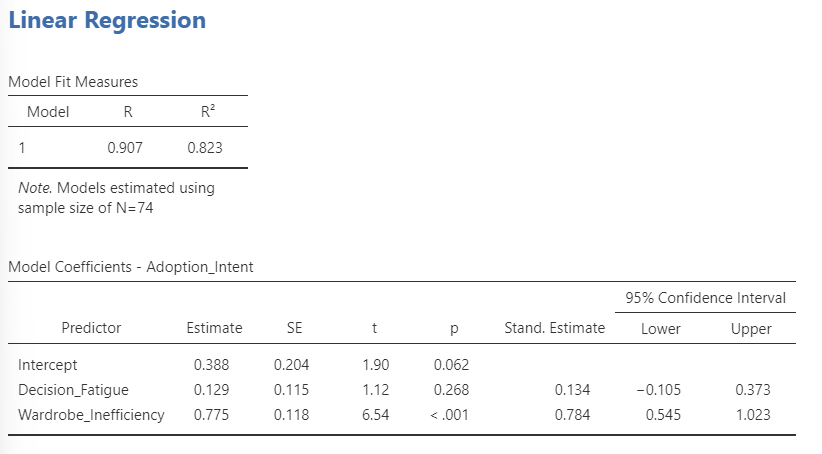 Linear Regression
Model Fit Measures
Model R R²
1 0.907 0.823
Note. Models estimated using
sample size of N=74
Model Coefficients - Adoption_Intent
95% Confidence Interval
Predictor Estimate SE t p Stand. Estimate Lower Upper
Intercept 0.388 0.204 1.90 0.062
Decision_Fatigue 0.129 0.115 1.12 0.268 0.134 −0.105 0.373
Wardrobe_Inefficiency 0.775 0.118 6.54 < .001 0.784 0.545 1.023